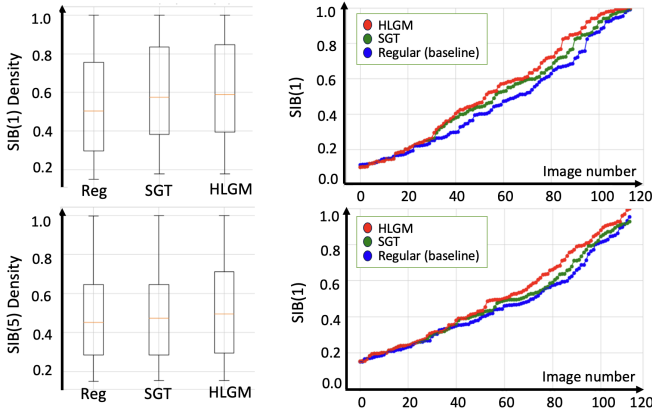 SIB(1) Density
1.0
0.8
0.6
0.4
0.2
Reg SGT HLGM
SIB(1)
1.0
0.8
0.6
0.4
0.2
0.0
HLGM
SGT
Regular (baseline)
Image number
0 20 40 60 80 100 120
SIB(5) Density
1.0
0.8
0.6
0.4
0.2
Reg SGT HLGM
SIB(1)
1.0
0.8
0.6
0.4
0.2
0.0
HLGM
SGT
Regular (baseline)
Image number
0 20 40 60 80 100 120